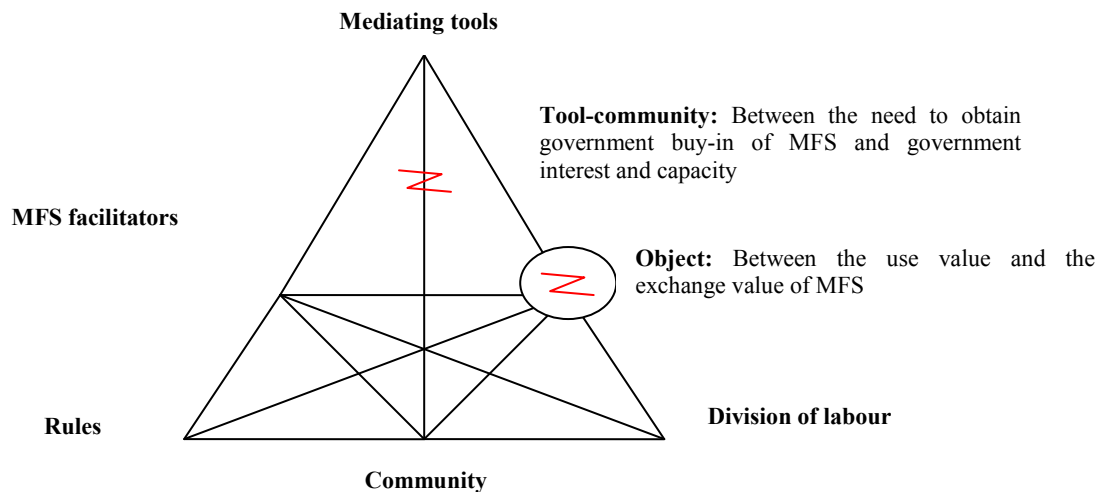 Mediating tools
Tool-community: Between the need to obtain
government buy-in of MFS and government
interest and capacity
MFS facilitators
Object: Between the use value and the
exchange value of MFS
Rules
Division of labour
Community